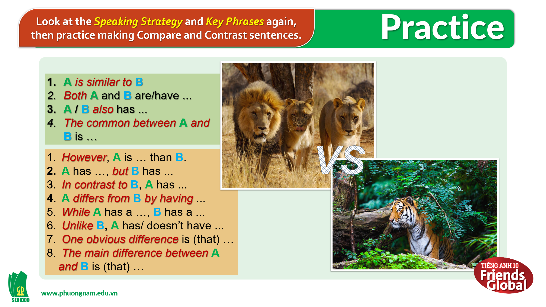 Look at the Speaking Strategy and Key Phrases again,
then practice making Compare and Contrast sentences.
Practice
1. A is similar to B
2. Both A and B are/have ...
3. A / B also has ...
4. The common between A and
B is …
1. However, A is … than B.
2. A has …, but B has ...
3. In contrast to B, A has ...
4. A differs from B by having ...
5. While A has a …, B has a ...
6. Unlike B, A has/ doesn’t have ...
7. One obvious difference is (that) …
8. The main difference between A
and B is (that) …
VS
TIẾNG ANH 10
Friends
Global
www.phuongnam.edu.vn